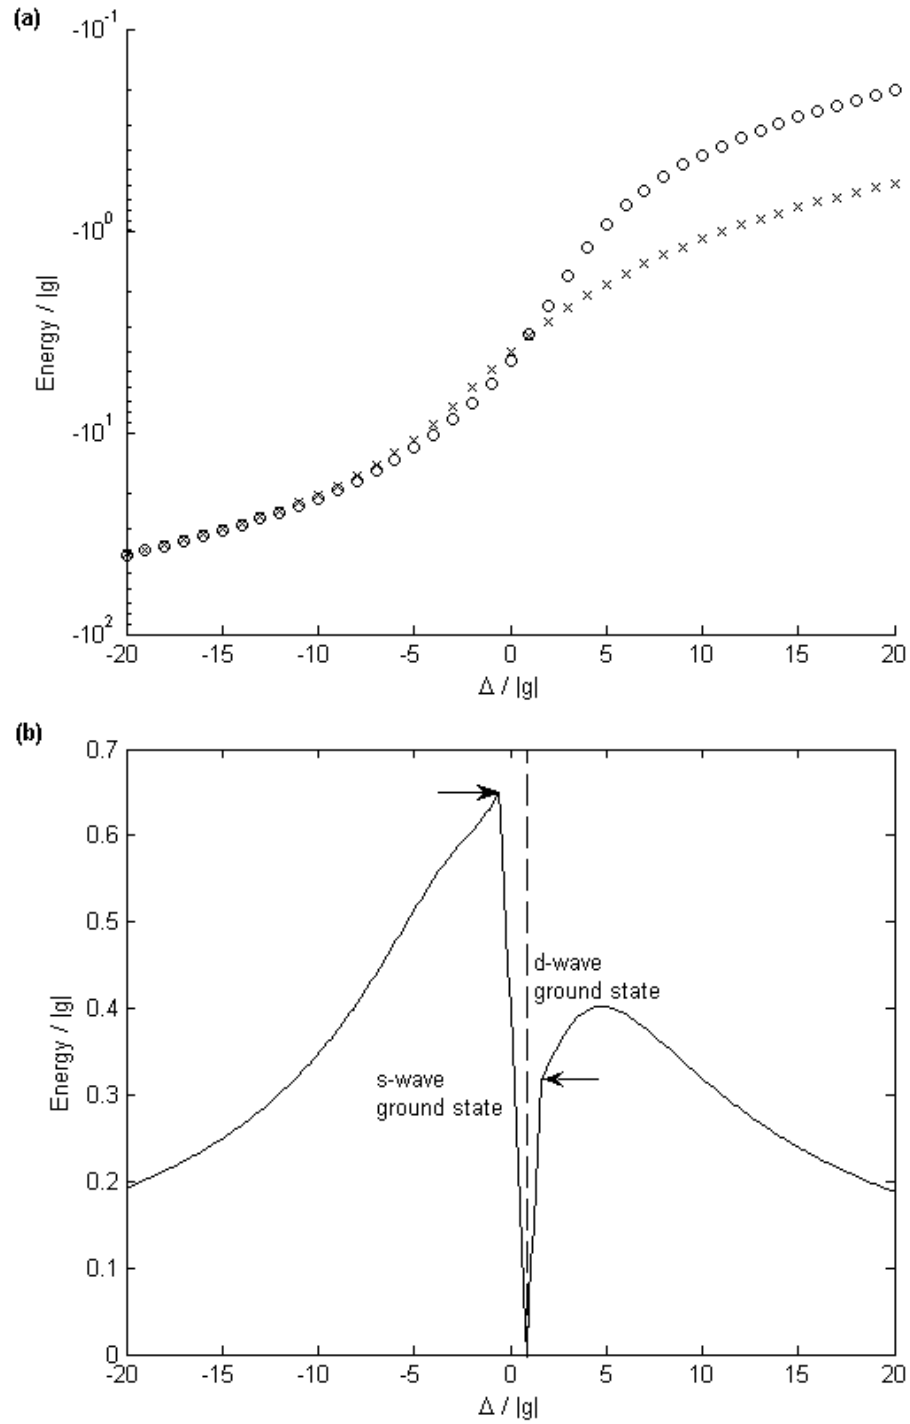 (a)
-10^-1
-10^0
-10^1
-10^2
Energy / |g|
-20 -15 -10 -5 0 5 10 15 20
Δ / |g|
(b)
0.7
0.6
0.5
0.4
0.3
0.2
0.1
0
Energy / |g|
d-wave
ground state
s-wave
ground state
-20 -15 -10 -5 0 5 10 15 20
Δ / |g|